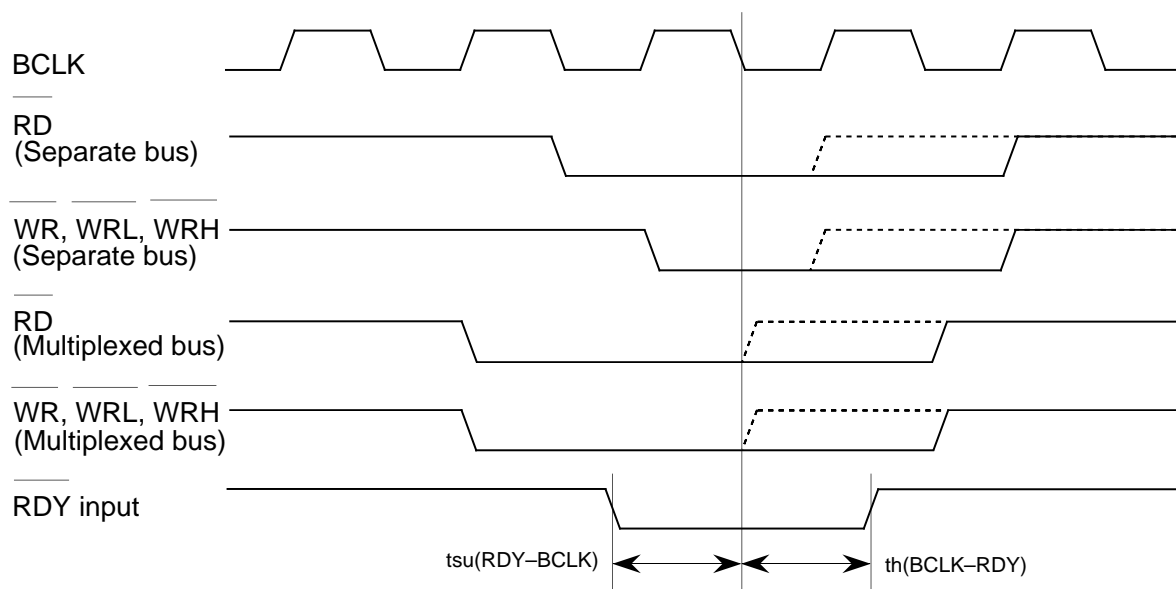 BCLK
RD
(Separate bus)
WR, WRL, WRH
(Separate bus)
RD
(Multiplexed bus)
WR, WRL, WRH
(Multiplexed bus)
RDY input
tsu(RDY–BCLK)
th(BCLK–RDY)